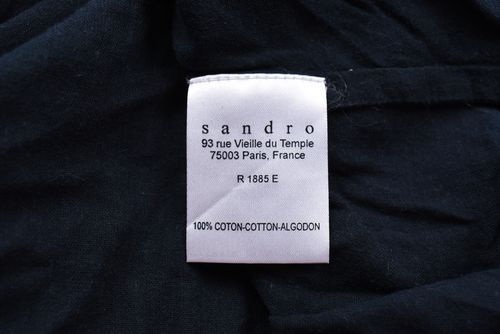 sandro
93 rue Vieille du Temple
75003 Paris, France
R 1885 E
100% COTON-COTTON-ALGODON